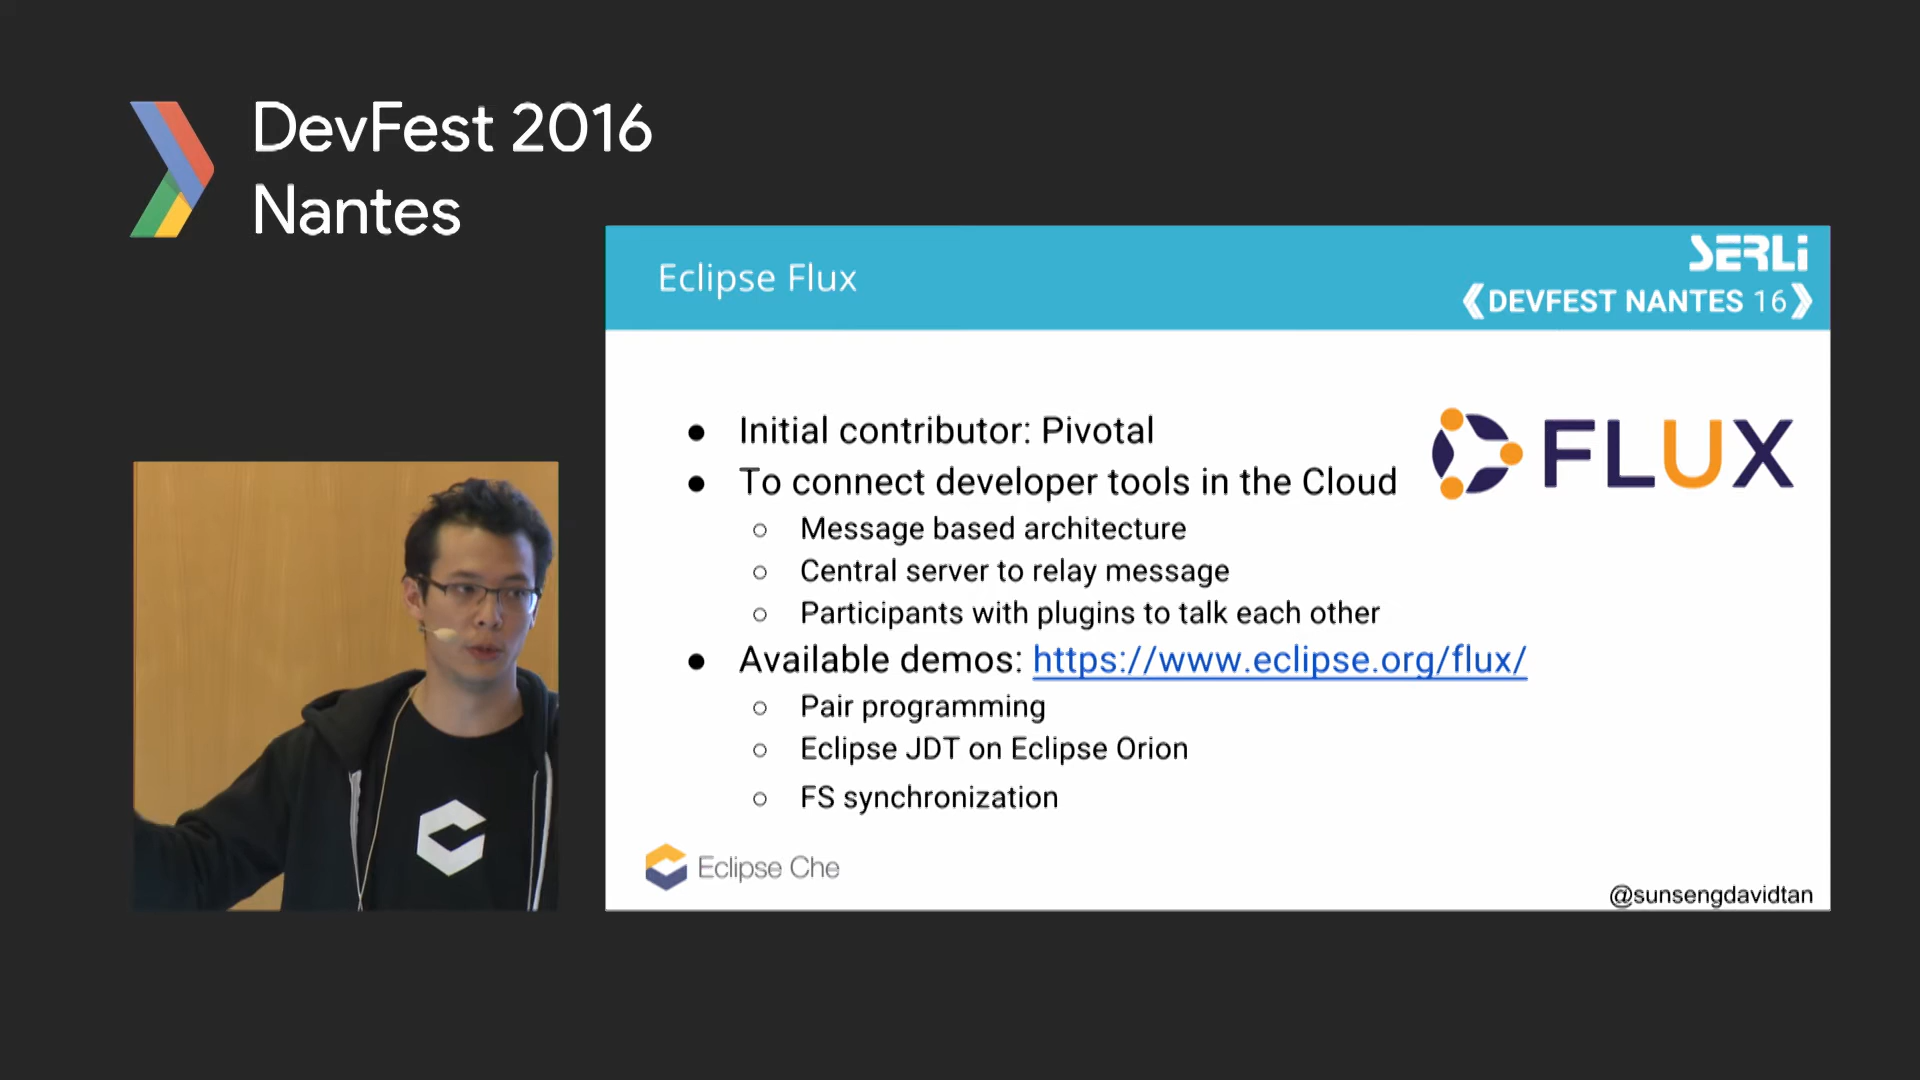 DevFest 2016
Nantes
Eclipse Flux
SERLi
❮DEVFEST NANTES 16❯
● Initial contributor: Pivotal
FLUX
● To connect developer tools in the Cloud
○ Message based architecture
○ Central server to relay message
○ Participants with plugins to talk each other
● Available demos: https://www.eclipse.org/flux/
○ Pair programming
○ Eclipse JDT on Eclipse Orion
○ FS synchronization
Eclipse Che
@sunsengdavidtan